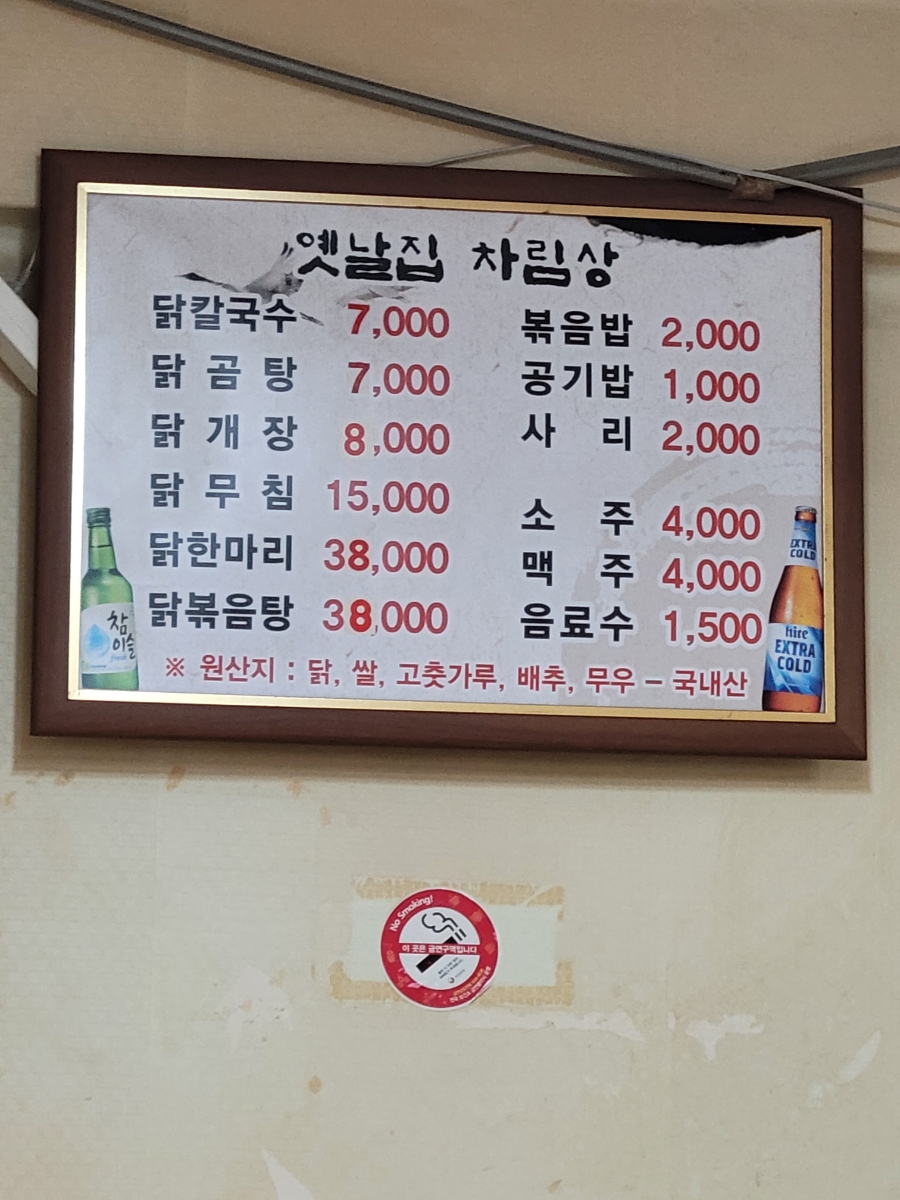 옛날집 차림상
닭칼국수 7,000
닭곰탕 7,000
닭개장 8,000
닭무침 15,000
닭한마리 38,000
닭볶음탕 38,000
볶음밥 2,000
공기밥 1,000
사리 2,000
소주 4,000
맥주 4,000
음료수 1,500
※ 원산지 : 닭, 쌀, 고춧가루, 배추, 무우 – 국내산
참
이슬
fresh
EXTRA
COLD
hite
EXTRA
COLD
No Smoking!
이 곳은 금연구역입니다